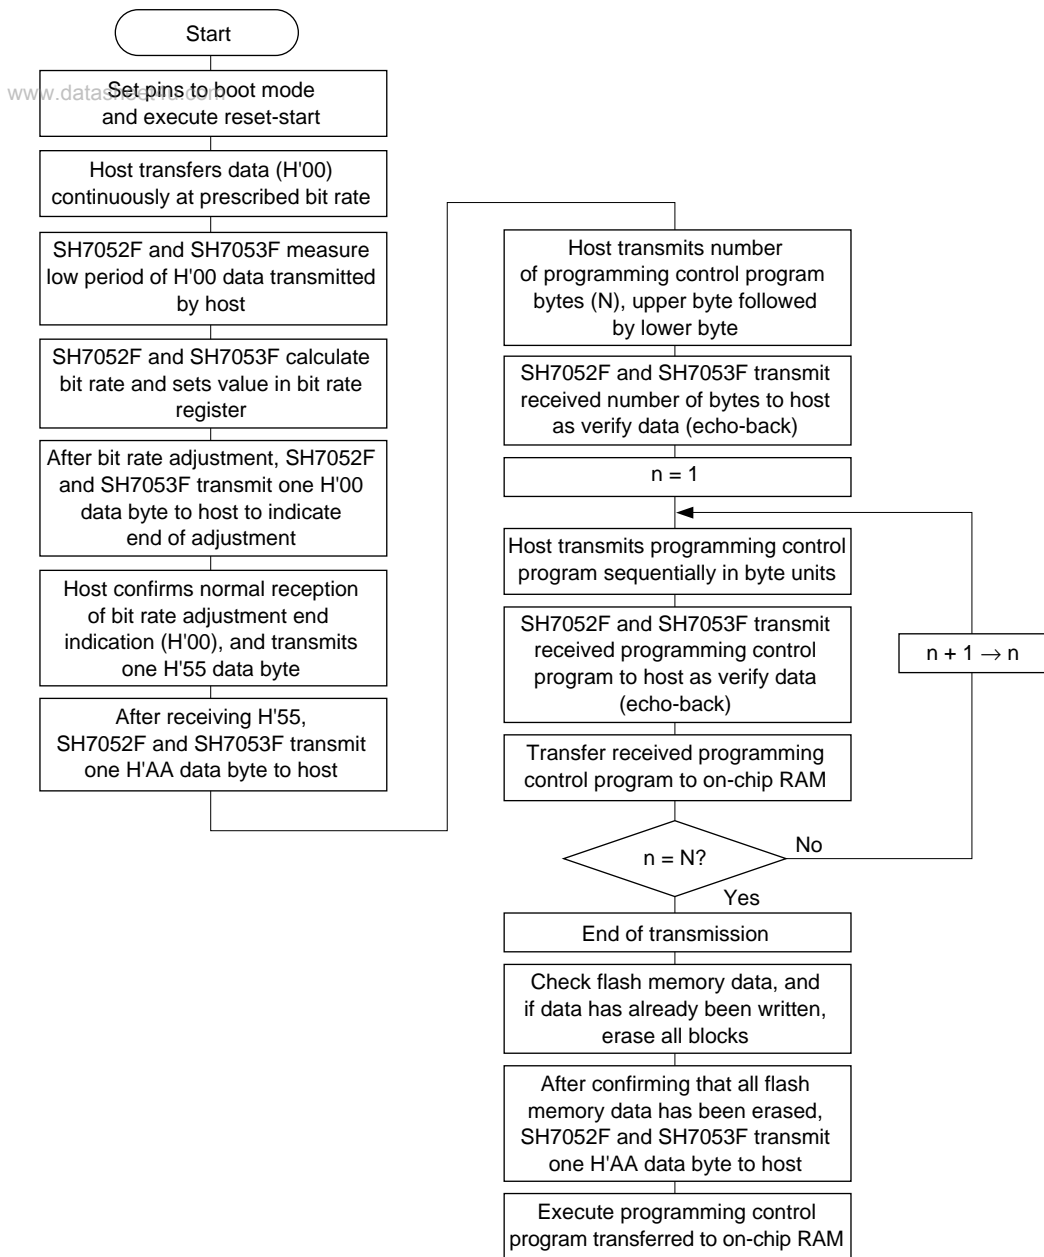 Start
www.datasheet4u.com
Set pins to boot mode
and execute reset-start
Host transfers data (H'00)
continuously at prescribed bit rate
SH7052F and SH7053F measure
low period of H'00 data transmitted
by host
SH7052F and SH7053F calculate
bit rate and sets value in bit rate
register
After bit rate adjustment, SH7052F
and SH7053F transmit one H'00
data byte to host to indicate
end of adjustment
Host confirms normal reception
of bit rate adjustment end
indication (H'00), and transmits
one H'55 data byte
After receiving H'55,
SH7052F and SH7053F transmit
one H'AA data byte to host
Host transmits number
of programming control program
bytes (N), upper byte followed
by lower byte
SH7052F and SH7053F transmit
received number of bytes to host
as verify data (echo-back)
n = 1
Host transmits programming control
program sequentially in byte units
SH7052F and SH7053F transmit
received programming control
program to host as verify data
(echo-back)
n + 1 → n
Transfer received programming
control program to on-chip RAM
n = N?
No
Yes
End of transmission
Check flash memory data, and
if data has already been written,
erase all blocks
After confirming that all flash
memory data has been erased,
SH7052F and SH7053F transmit
one H'AA data byte to host
Execute programming control
program transferred to on-chip RAM